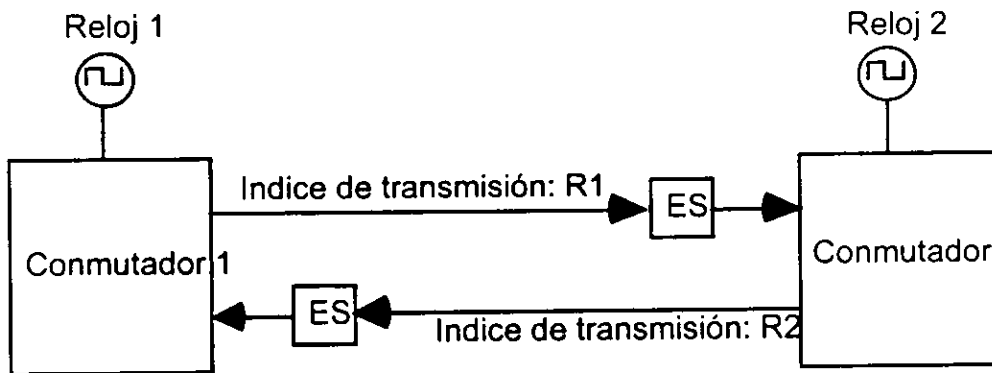 Reloj 1
Reloj 2
Indice de transmisión: R1
ES
Conmutador 1
Conmutador
ES
Indice de transmisión: R2